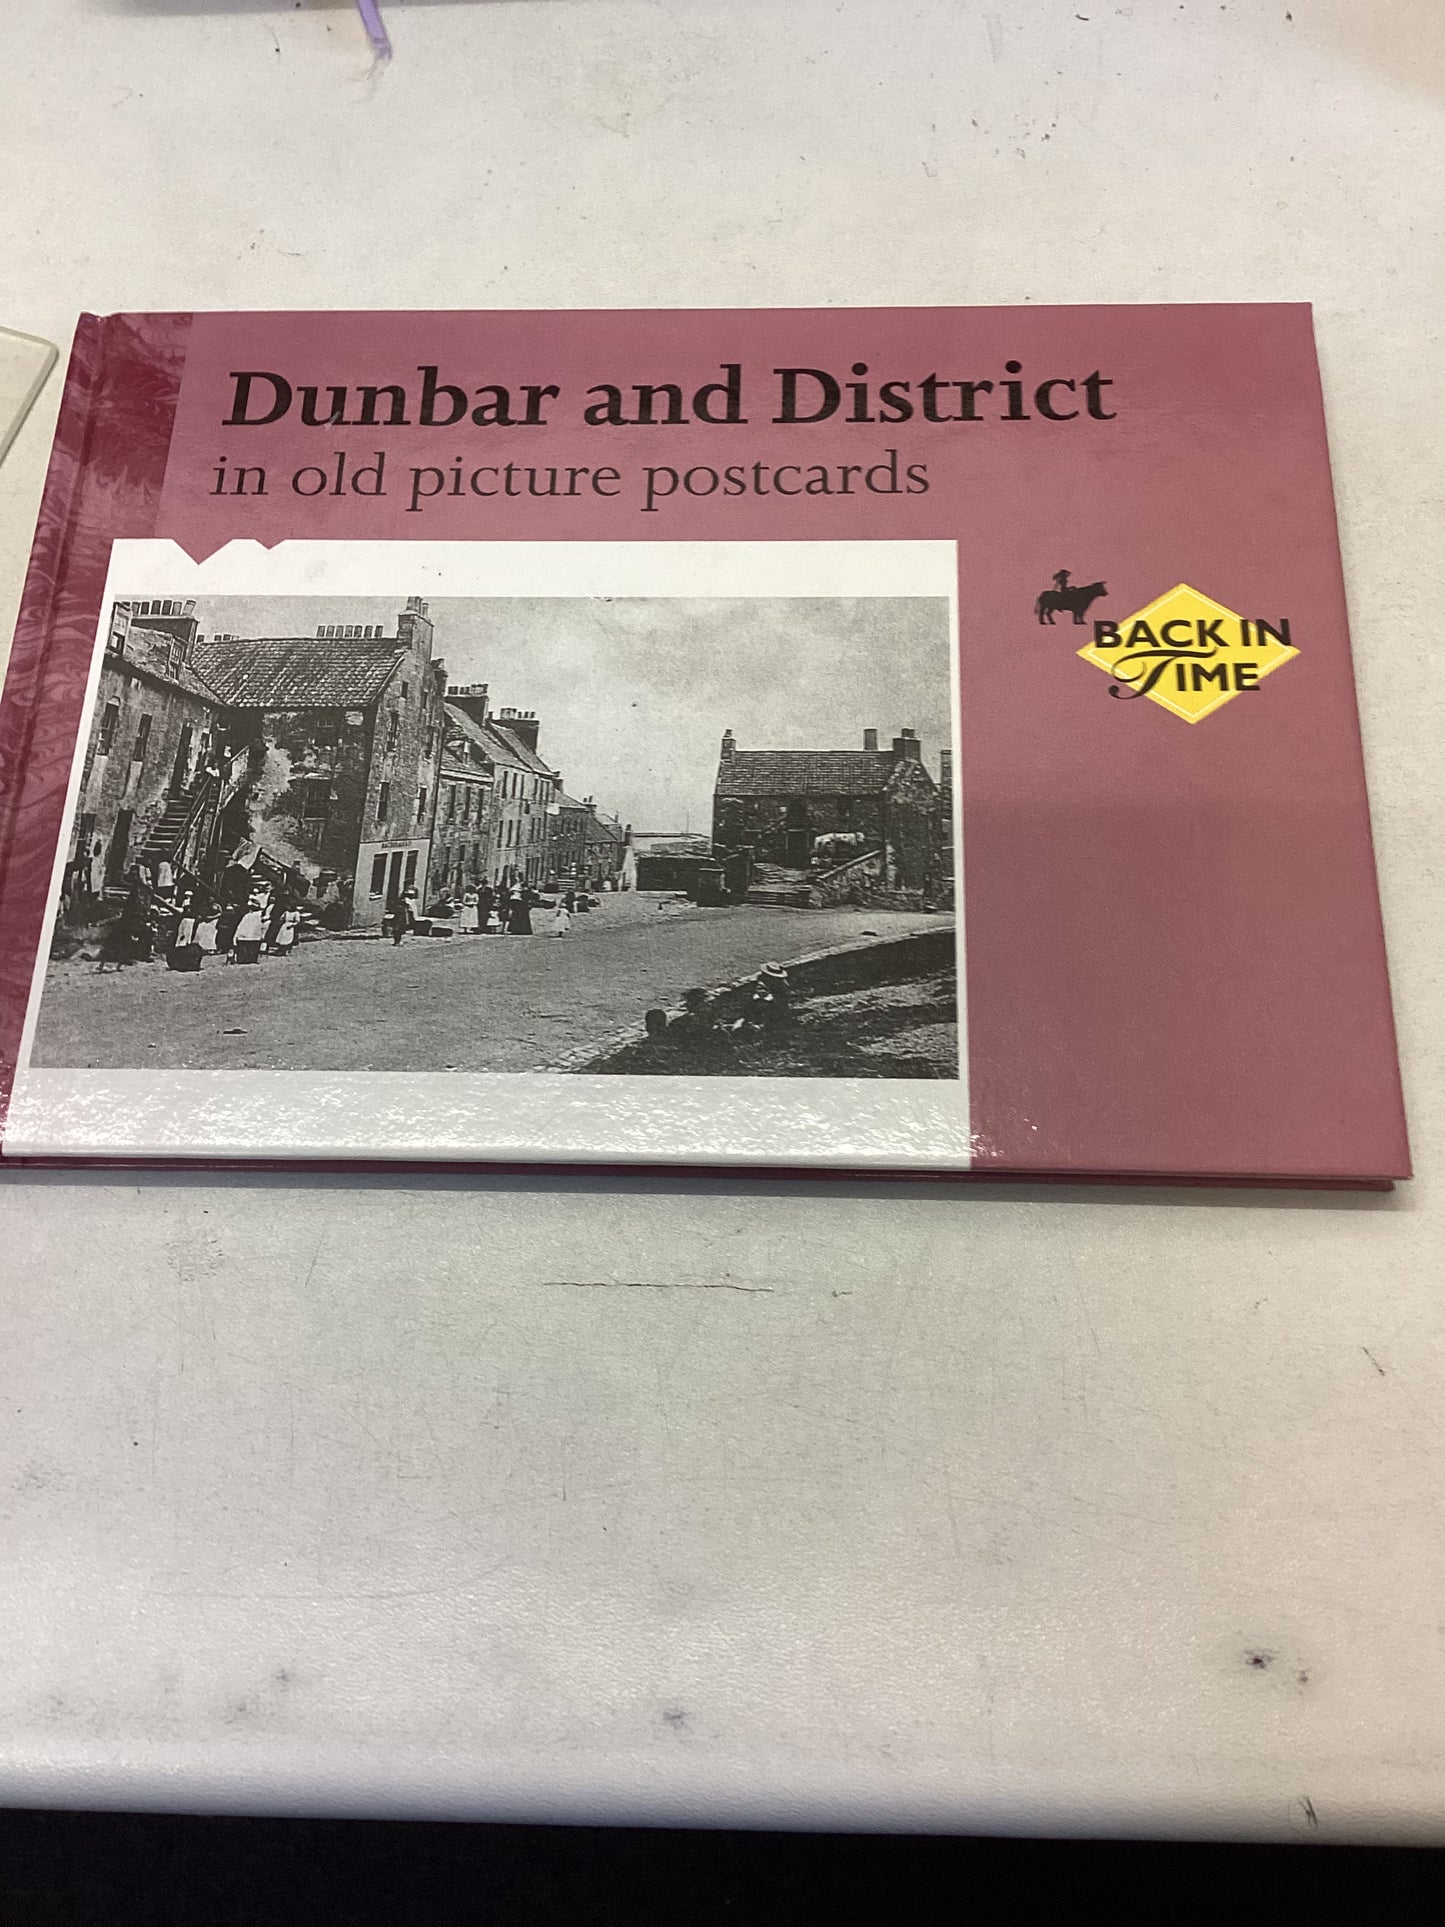 Dunbar and District
in old picture postcards
BACK IN
TIME